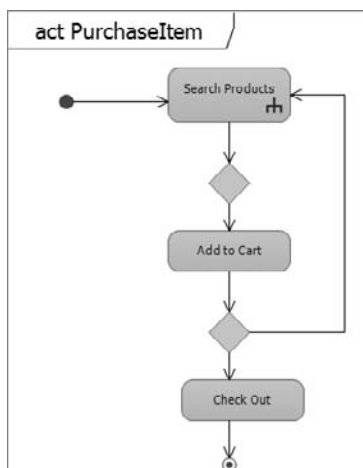 act PurchaseItem
Search Products
Add to Cart
Check Out